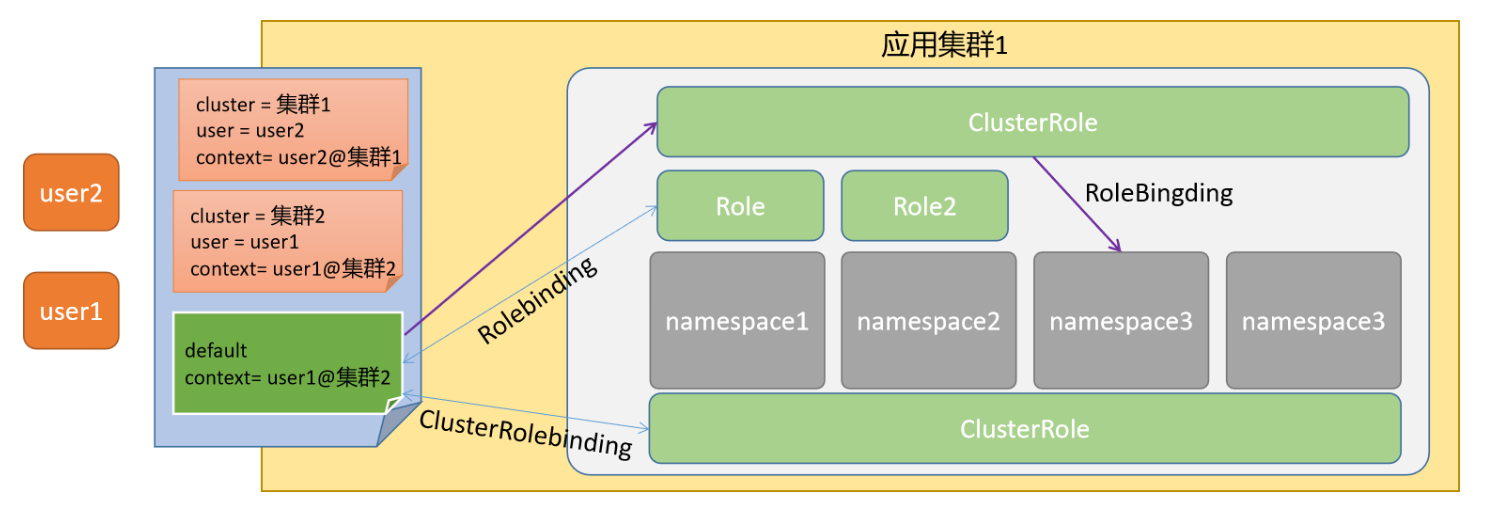 应用集群1
cluster = 集群1
user = user2
context= user2@集群1
cluster = 集群2
user = user1
context= user1@集群2
default
context= user1@集群2
user2
user1
ClusterRole
Role
Role2
RoleBingding
Rolebinding
namespace1
namespace2
namespace3
namespace3
ClusterRolebinding
ClusterRole